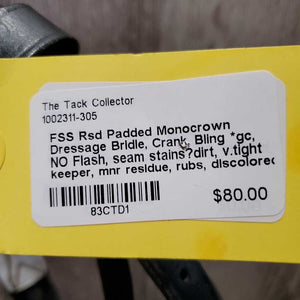 The Tack Collector
1002311-305
FSS Rsd Padded Monocrown
Dressage Bridle, Crank, Bling *gc,
NO Flash, seam stains?dirt, v.tight
keeper, mnr residue, rubs, discolored
83CTD1
$80.00